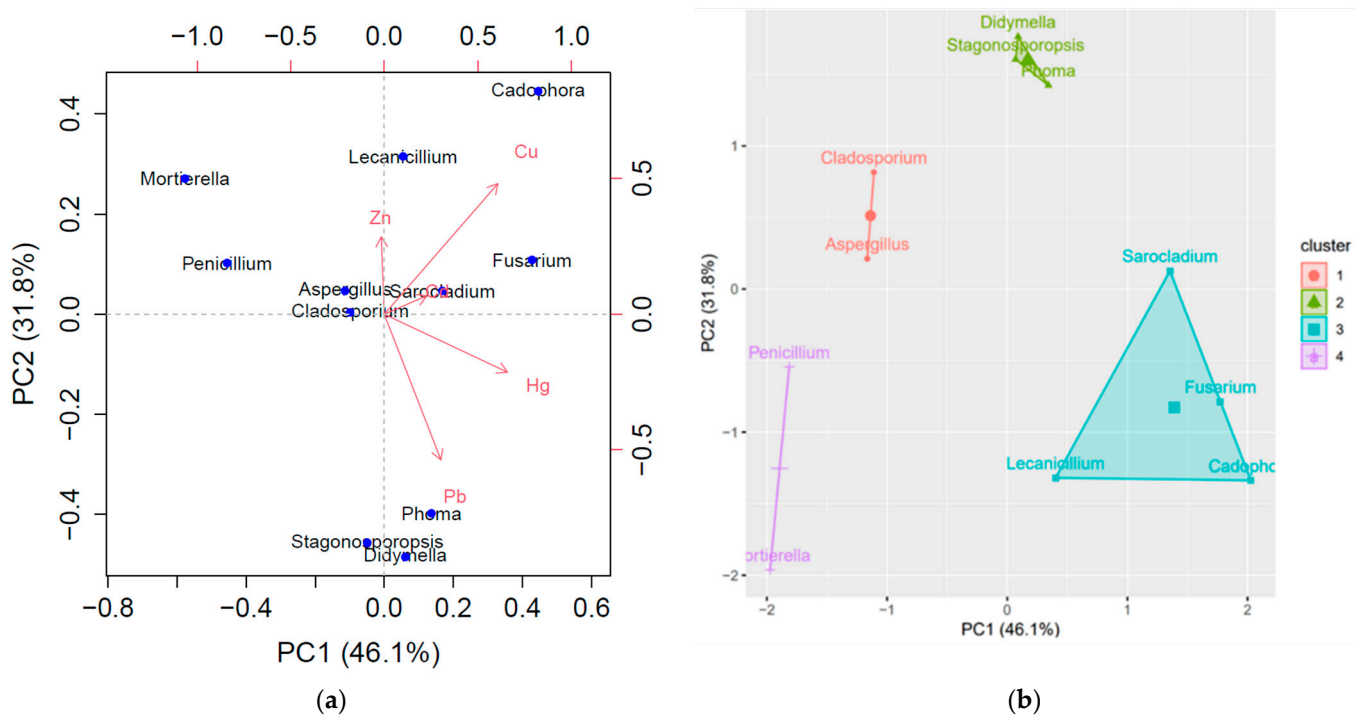 −1.0 −0.5 0.0 0.5 1.0
Cadophora
Cu
Lecanicillium
Mortierella
Zn
Penicillium
Fusarium
Aspergillus
Sarocladium
Cladosporium
Hg
Pb
Phoma
Stagonosporopsis
Didymella
0.4
0.2
0.0
−0.2
−0.4
PC2 (31.8%)
0.5
0.0
−0.5
−0.8 −0.4 0.0 0.2 0.4 0.6
PC1 (46.1%)
(a)
Didymella
Stagonosporopsis
Phoma
Cladosporium
Aspergillus
Sarocladium
Penicillium
Fusarium
Lecanicillium
Cadopho
ortierella
1
0
−1
−2
PC2 (31.8%)
−2 −1 0 1 2
PC1 (46.1%)
cluster
1
2
3
4
(b)